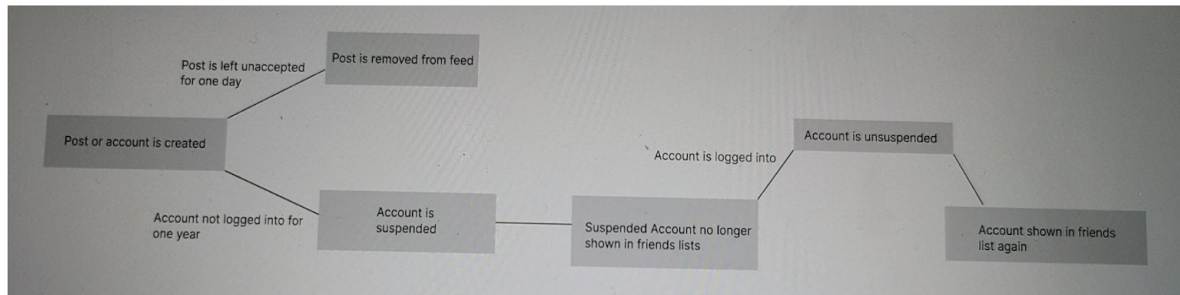 Post is left unaccepted
for one day
Post is removed from feed
Post or account is created
Account not logged into for
one year
Account is
suspended
Suspended Account no longer
shown in friends lists
Account is logged into
Account is unsuspended
Account shown in friends
list again